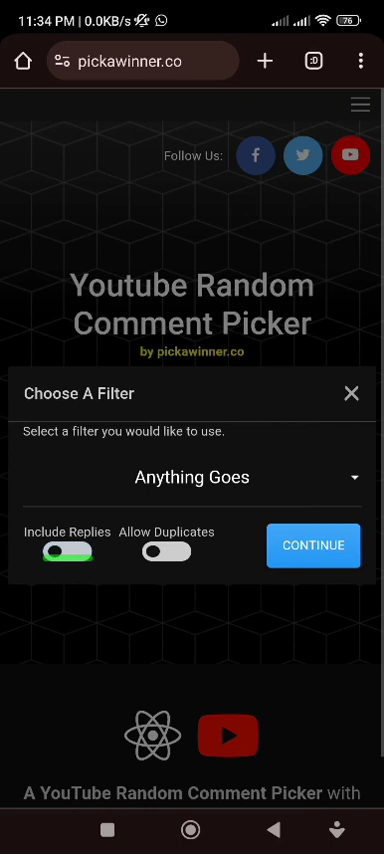 11:34 PM | 0.0KB/s
76
pickawinner.co
:D
Follow Us:
Youtube Random
Comment Picker
by pickawinner.co
Choose A Filter
Select a filter you would like to use.
Anything Goes
Include Replies
Allow Duplicates
CONTINUE
A YouTube Random Comment Picker with